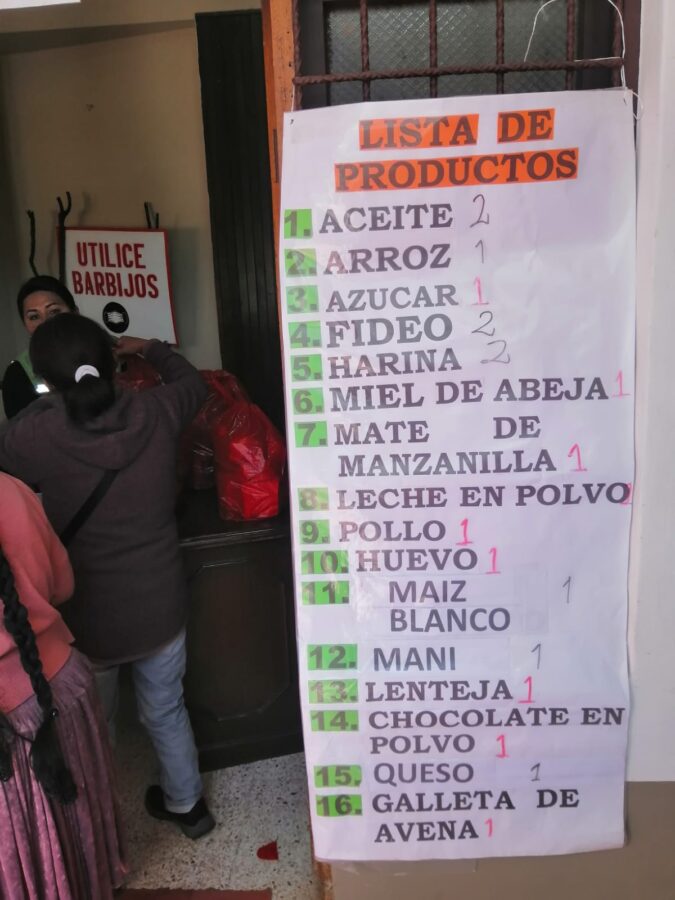 UTILICE
BARBIJOS
LISTA DE
PRODUCTOS
1. ACEITE 2
2. ARROZ 1
3. AZUCAR 1
4. FIDEO 2
5. HARINA 2
6. MIEL DE ABEJA 1
7. MATE DE
MANZANILLA 1
8. LECHE EN POLVO 1
9. POLLO 1
10. HUEVO 1
11. MAIZ 1
BLANCO
12. MANI 1
13. LENTEJA 1
14. CHOCOLATE EN
POLVO 1
15. QUESO 1
16. GALLETA DE
AVENA 1